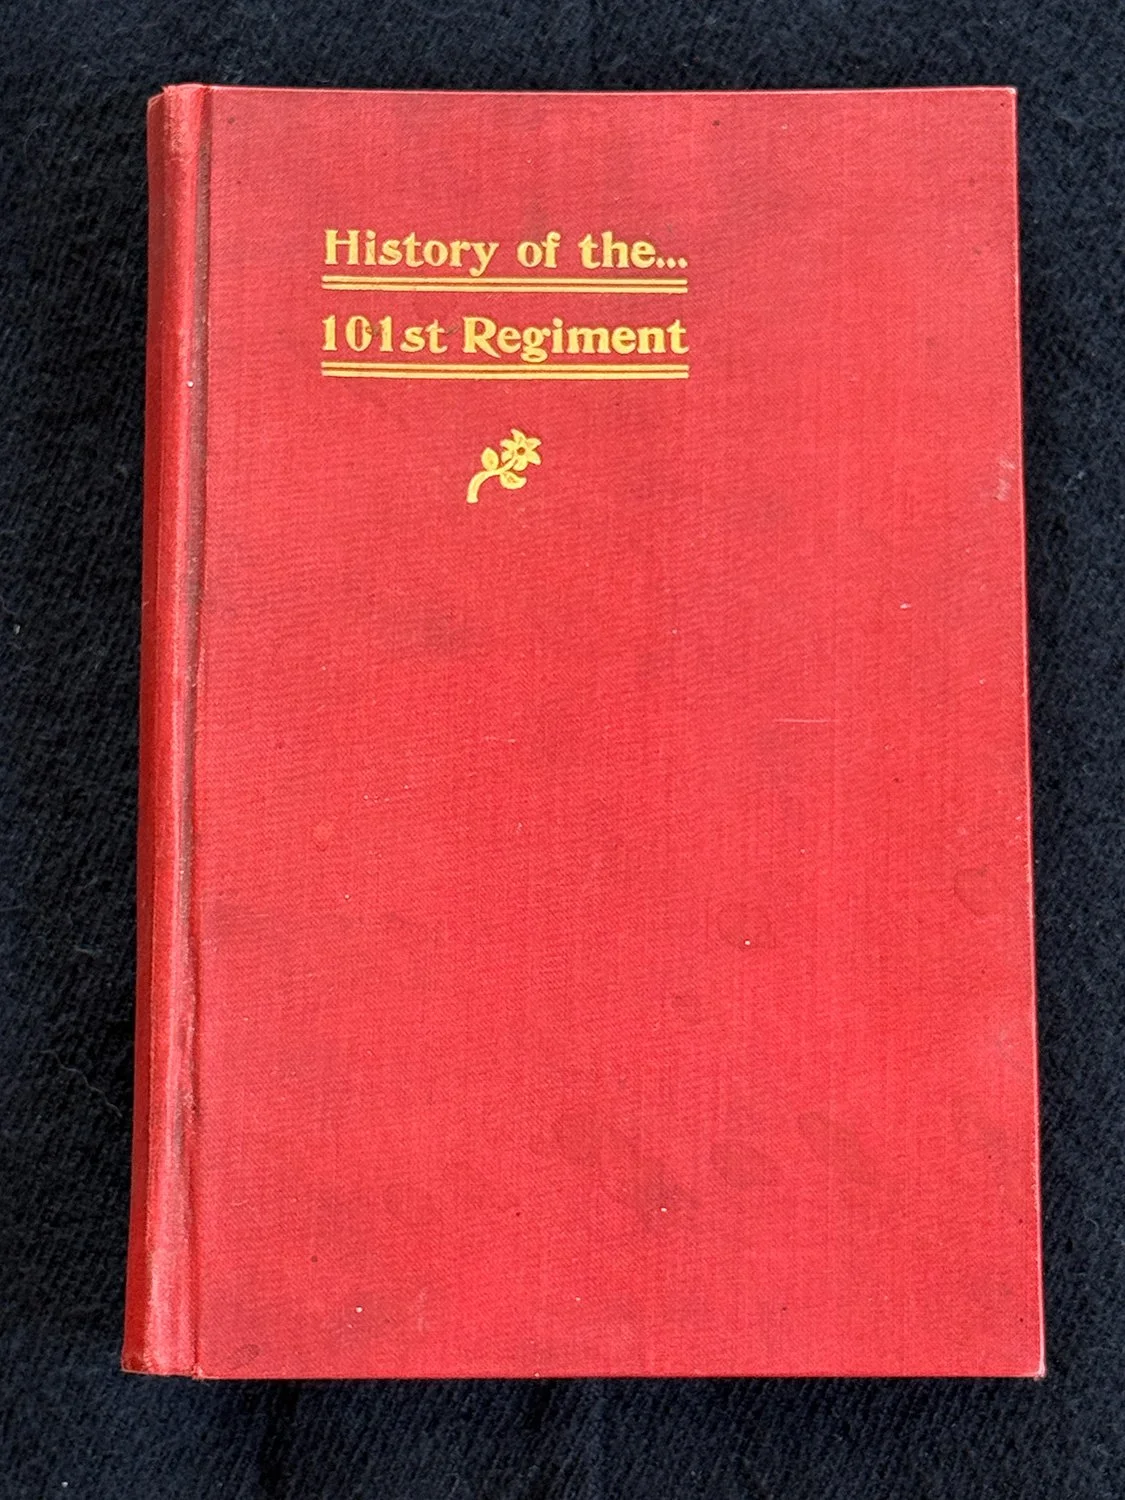 History of the...
101st Regiment